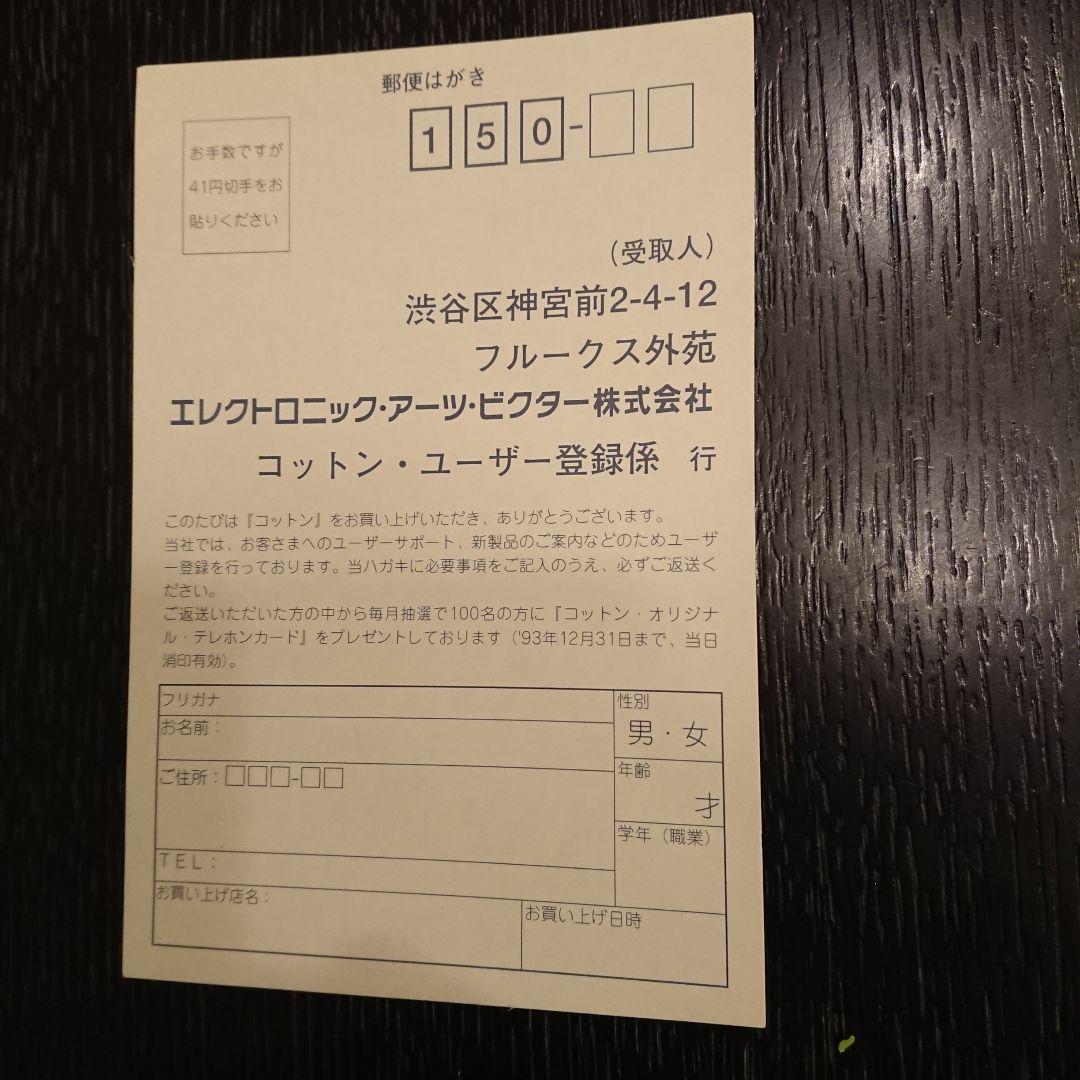 郵便はがき
150-
お手数ですが
41円切手をお
貼りください
(受取人)
渋谷区神宮前2-4-12
フルークス外苑
エレクトロニック・アーツ・ビクター株式会社
コットン・ユーザー登録係 行
このたびは『コットン』をお買い上げいただき、ありがとうございます。
当社では、お客さまへのユーザーサポート、新製品のご案内などのためユーザ
ー登録を行っております。当ハガキに必要事項をご記入のうえ、必ずご返送く
ださい。
ご返送いただいた方の中から毎月抽選で100名の方に『コットン・オリジナ
ル・テレホンカード』をプレゼントしております('93年12月31日まで、当日
消印有効)。
フリガナ
お名前:
性別
男・女
ご住所:□□□-□□
年齢
才
学年(職業)
TEL:
お買い上げ店名:
お買い上げ日時